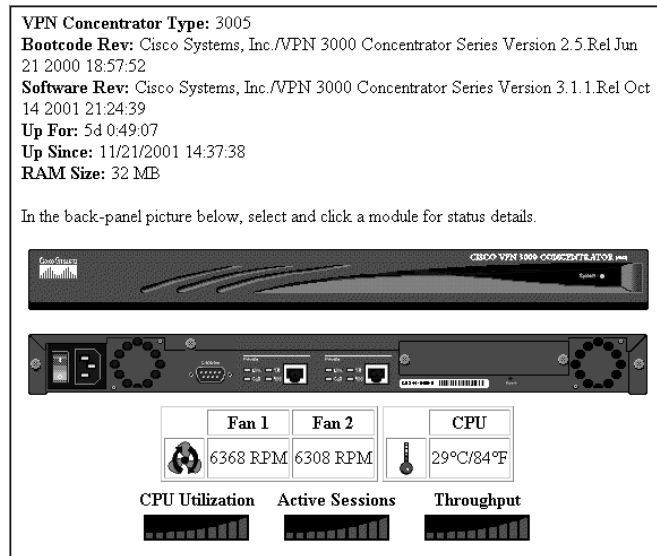 VPN Concentrator Type: 3005
Bootcode Rev: Cisco Systems, Inc./VPN 3000 Concentrator Series Version 2.5.Rel Jun
21 2000 18:57:52
Software Rev: Cisco Systems, Inc./VPN 3000 Concentrator Series Version 3.1.1.Rel Oct
14 2001 21:24:39
Up For: 5d 0:49:07
Up Since: 11/21/2001 14:37:38
RAM Size: 32 MB
In the back-panel picture below, select and click a module for status details.
Cisco Systems
CISCO VPN 3000 CONCENTRATOR
System
Fan 1 Fan 2 CPU
6368 RPM 6308 RPM 29°C/84°F
CPU Utilization Active Sessions Throughput